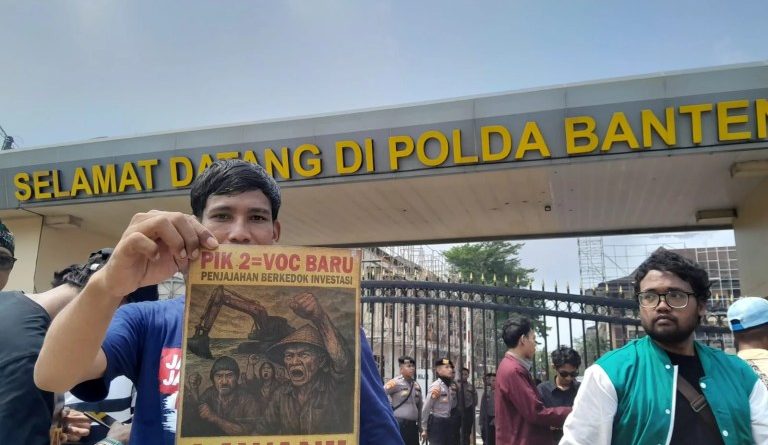 SELAMAT DATANG DI POLDA BANTEN
PIK 2=VOC BARU
PENJAJAHAN BERKEDOK INVESTASI